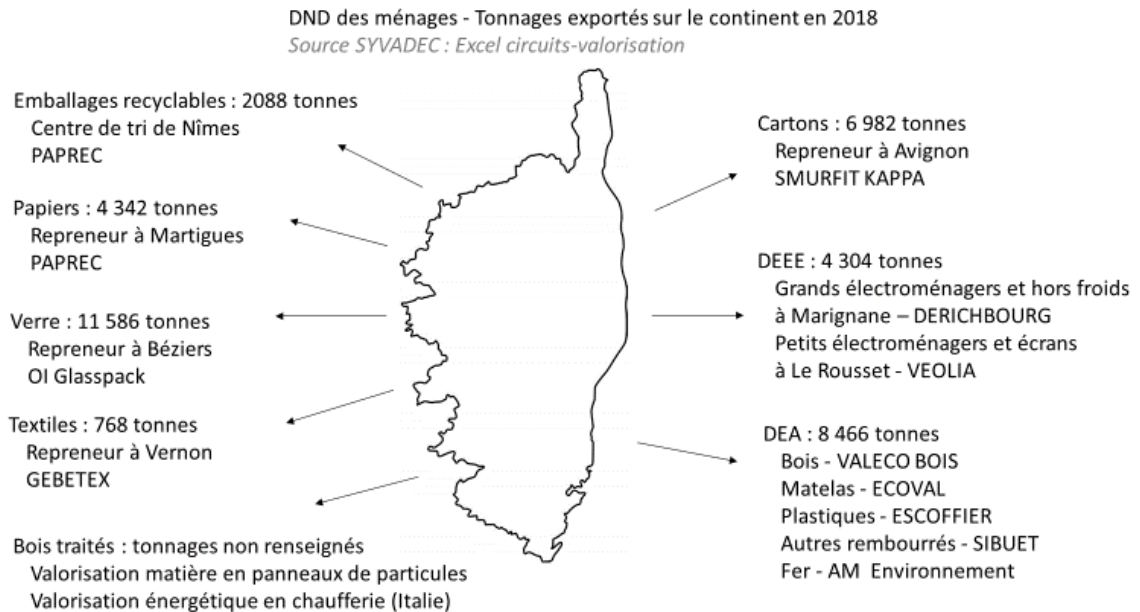 DND des ménages - Tonnages exportés sur le continent en 2018
Source SYVADEC : Excel circuits-valorisation
Emballages recyclables : 2088 tonnes
Centre de tri de Nîmes
PAPREC
Papiers : 4 342 tonnes
Repreneur à Martigues
PAPREC
Verre : 11 586 tonnes
Repreneur à Béziers
OI Glasspack
Textiles : 768 tonnes
Repreneur à Vernon
GEBETEX
Bois traités : tonnages non renseignés
Valorisation matière en panneaux de particules
Valorisation énergétique en chaufferie (Italie)
Cartons : 6 982 tonnes
Repreneur à Avignon
SMURFIT KAPPA
DEEE : 4 304 tonnes
Grands électroménagers et hors froids
à Marignane – DERICHBOURG
Petits électroménagers et écrans
à Le Rousset - VEOLIA
DEA : 8 466 tonnes
Bois - VALECO BOIS
Matelas - ECOVAL
Plastiques - ESCOFFIER
Autres rembourrés - SIBUET
Fer - AM Environnement